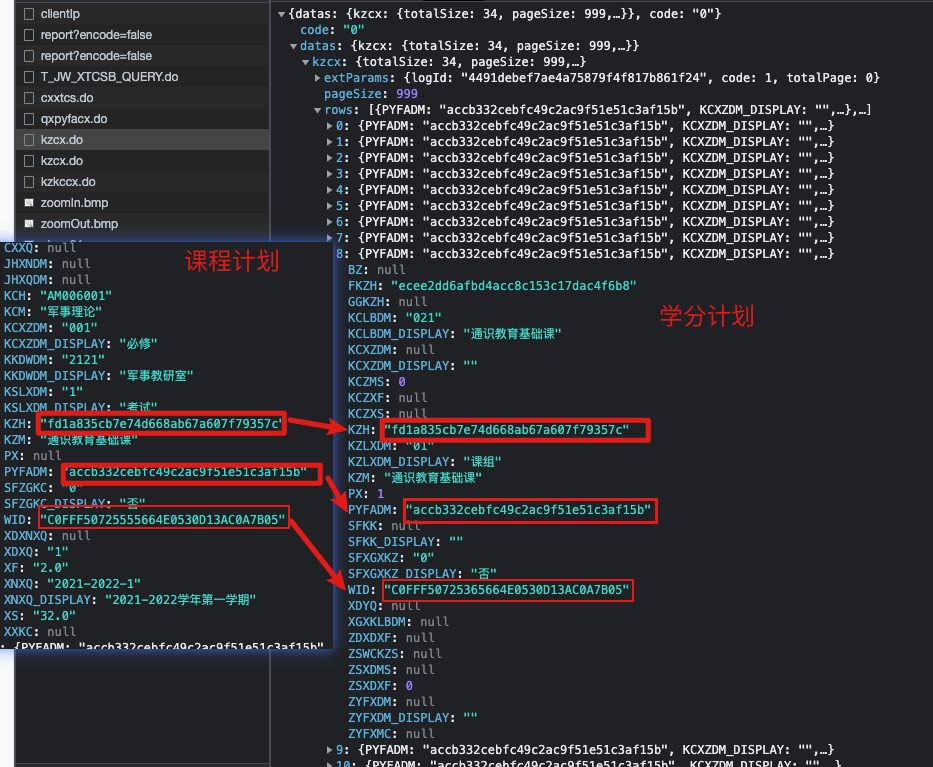 clientIp
report?encode=false
report?encode=false
T_JW_XTCSB_QUERY.do
cxxtcs.do
qxpyfacx.do
kzcx.do
kzcx.do
kzkccx.do
zoomIn.bmp
zoomOut.bmp
{datas: {kzcx: {totalSize: 34, pageSize: 999,…}}, code: "0"}
code: "0"
datas: {kzcx: {totalSize: 34, pageSize: 999,…}}
kzcx: {totalSize: 34, pageSize: 999,…}
extParams: {logId: "4491debef7ae4a75879f4f817b861f24", code: 1, totalPage: 0}
pageSize: 999
rows: [{PYFADM: "accb332cebfc49c2ac9f51e51c3af15b", KCXZDM_DISPLAY: "",…},…]
0: {PYFADM: "accb332cebfc49c2ac9f51e51c3af15b", KCXZDM_DISPLAY: "",…}
1: {PYFADM: "accb332cebfc49c2ac9f51e51c3af15b", KCXZDM_DISPLAY: "",…}
2: {PYFADM: "accb332cebfc49c2ac9f51e51c3af15b", KCXZDM_DISPLAY: "",…}
3: {PYFADM: "accb332cebfc49c2ac9f51e51c3af15b", KCXZDM_DISPLAY: "",…}
4: {PYFADM: "accb332cebfc49c2ac9f51e51c3af15b", KCXZDM_DISPLAY: "",…}
5: {PYFADM: "accb332cebfc49c2ac9f51e51c3af15b", KCXZDM_DISPLAY: "",…}
6: {PYFADM: "accb332cebfc49c2ac9f51e51c3af15b", KCXZDM_DISPLAY: "",…}
7: {PYFADM: "accb332cebfc49c2ac9f51e51c3af15b", KCXZDM_DISPLAY: "",…}
8: {PYFADM: "accb332cebfc49c2ac9f51e51c3af15b", KCXZDM_DISPLAY: "",…}
BZ: null
FKZH: "ecee2dd6afbd4acc8c153c17dac4f6b8"
GGKZH: null
KCLBDM: "021"
KCLBDM_DISPLAY: "通识教育基础课"
KCXZDM: null
KCXZDM_DISPLAY: ""
KCZMS: 0
KCZXF: null
KCZXS: null
KZH: "fd1a835cb7e74d668ab67a607f79357c"
KZLXDM: "01"
KZLXDM_DISPLAY: "课组"
KZM: "通识教育基础课"
PX: 1
PYFADM: "accb332cebfc49c2ac9f51e51c3af15b"
SFKK: null
SFKK_DISPLAY: ""
SFXGXKZ: "0"
SFXGXKZ_DISPLAY: "否"
WID: "C0FFF50725365664E0530D13AC0A7B05"
XDYQ: null
XGXKLBDM: null
ZDXDXF: null
ZSWCKZS: null
ZSXDMS: null
ZSXDXF: 0
ZYFXDM: null
ZYFXDM_DISPLAY: ""
ZYFXMC: null
9: {PYFADM: "accb332cebfc49c2ac9f51e51c3af15b", KCXZDM_DISPLAY: "",…}
10: {PYFADM: "accb332cebfc49c2ac9f51e51c3af15b", KCXZDM_DISPLAY: "",…}
学分计划
课程计划
CXXQ: null
JHXNDM: null
JHXQDM: null
KCH: "AM006001"
KCM: "军事理论"
KCXZDM: "001"
KCXZDM_DISPLAY: "必修"
KKDWDM: "2121"
KKDWDM_DISPLAY: "军事教研室"
KSLXDM: "1"
KSLXDM_DISPLAY: "考试"
KZH: "fd1a835cb7e74d668ab67a607f79357c"
KZM: "通识教育基础课"
PX: null
PYFADM: "accb332cebfc49c2ac9f51e51c3af15b"
SFZGKC: "0"
SFZGKC_DISPLAY: "否"
WID: "C0FFF50725555664E0530D13AC0A7B05"
XDXNXQ: null
XDXQ: "1"
XF: "2.0"
XNXQ: "2021-2022-1"
XNXQ_DISPLAY: "2021-2022学年第一学期"
XS: "32.0"
XXKC: null
: {PYFADM: "accb332cebfc49c2ac9f51e51c3af15b"